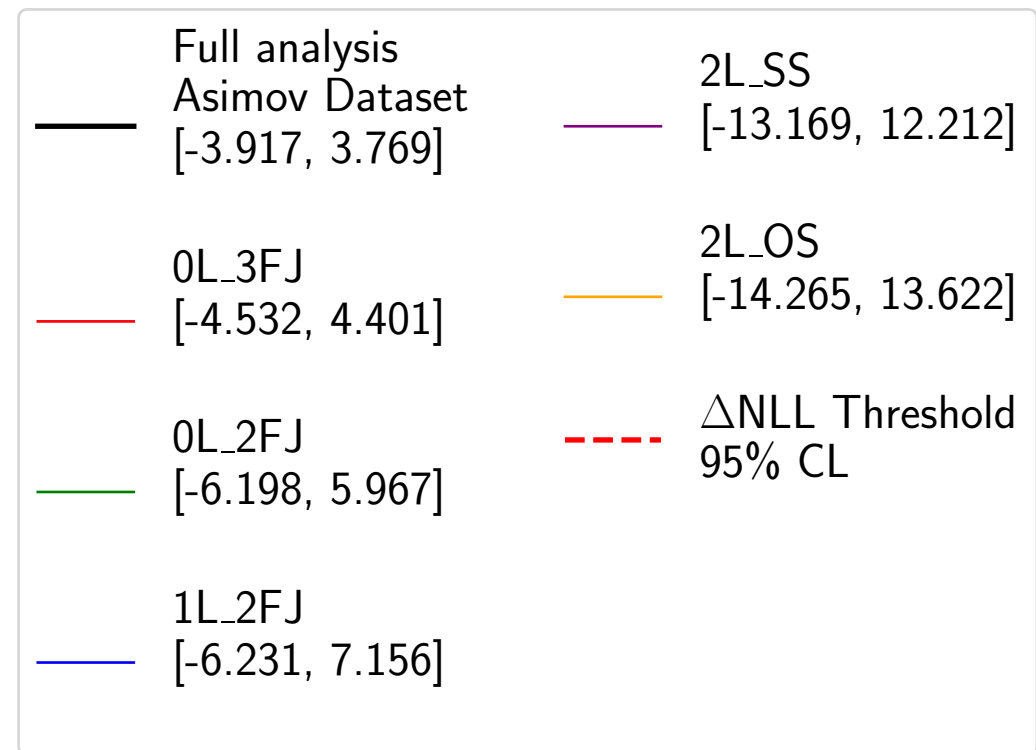 Full analysis
Asimov Dataset
[-3.917, 3.769]
0L_3FJ
[-4.532, 4.401]
0L_2FJ
[-6.198, 5.967]
1L_2FJ
[-6.231, 7.156]
2L_SS
[-13.169, 12.212]
2L_OS
[-14.265, 13.622]
ΔNLL Threshold
95% CL